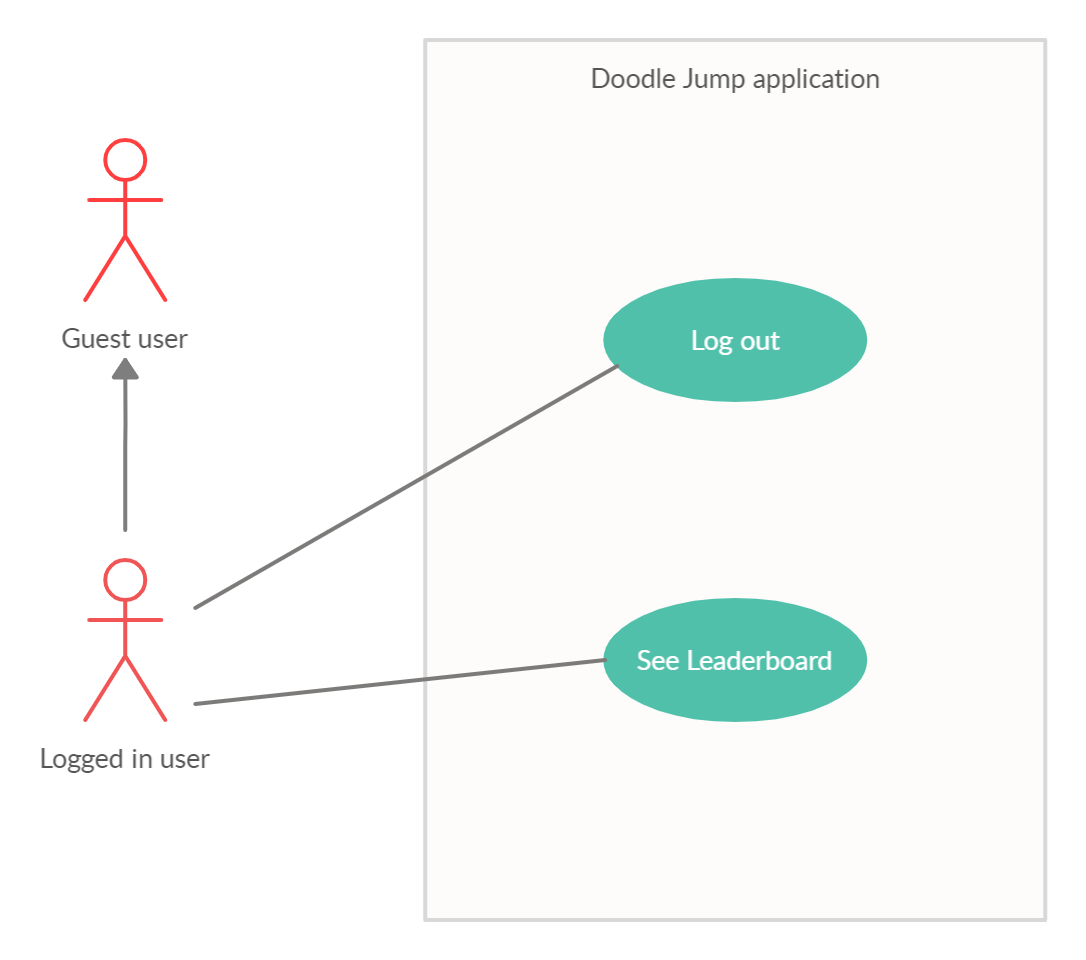 Doodle Jump application
Guest user
Log out
See Leaderboard
Logged in user